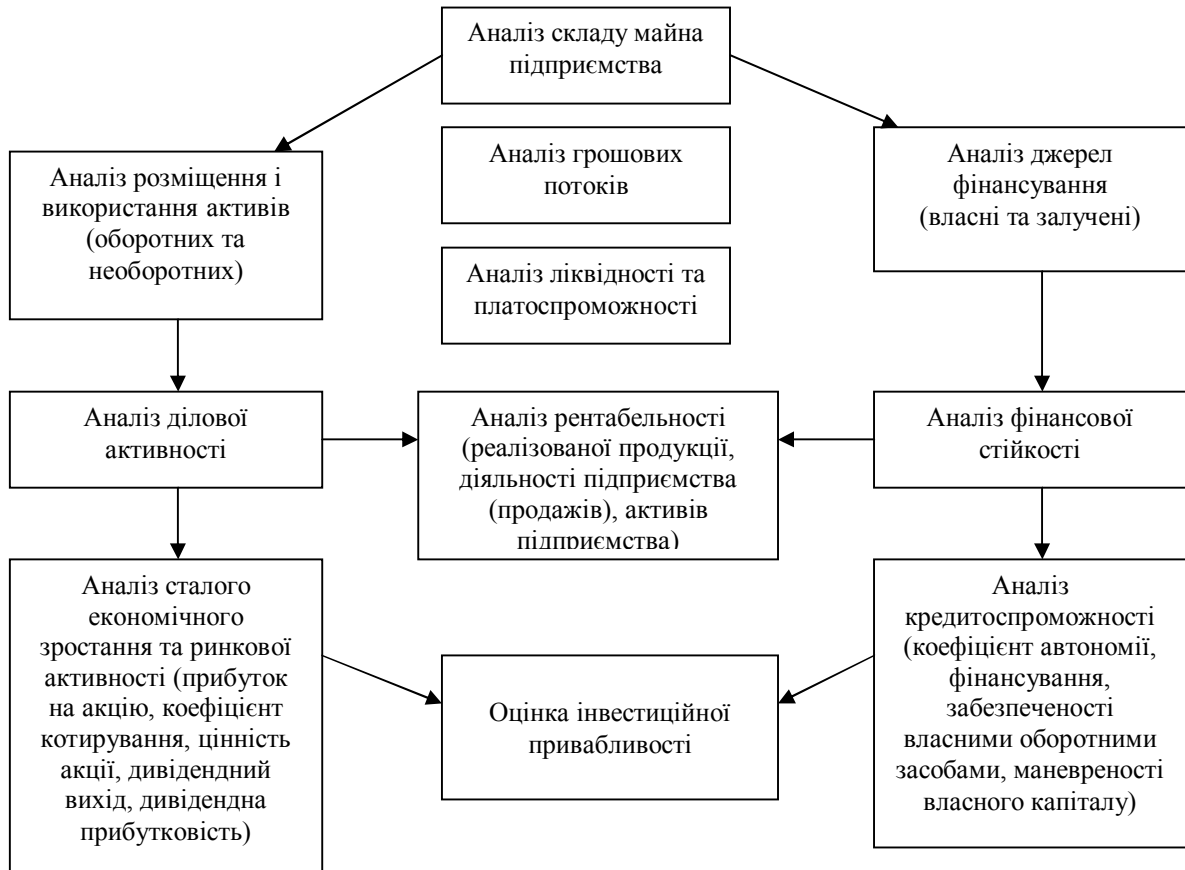 Аналіз складу майна
підприємства
Аналіз розміщення і
використання активів
(оборотних та
необоротних)
Аналіз грошових
потоків
Аналіз джерел
фінансування
(власні та залучені)
Аналіз ліквідності та
платоспроможності
Аналіз ділової
активності
Аналіз рентабельності
(реалізованої продукції,
діяльності підприємства
(продажів), активів
підприємства)
Аналіз фінансової
стійкості
Аналіз сталого
економічного
зростання та ринкової
активності (прибуток
на акцію, коефіцієнт
котирування, цінність
акції, дивідендний
вихід, дивідендна
прибутковість)
Оцінка інвестиційної
привабливості
Аналіз
кредитоспроможності
(коефіцієнт автономії,
фінансування,
забезпеченості
власними оборотними
засобами, маневреності
власного капіталу)